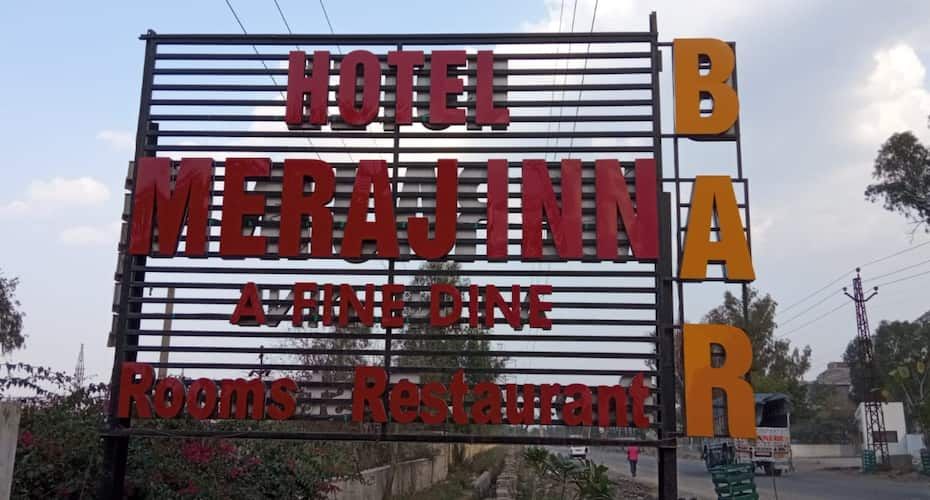 HOTEL
MERAJ INN
A FINE DINE
Rooms Restaurant
BAR